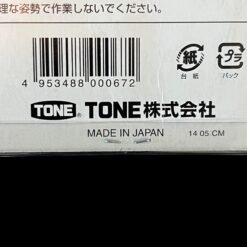 理な姿勢で作業しないでください。
4 953488 000672
紙
台 紙
プラ
パック
TONE® TONE株式会社
MADE IN JAPAN
14 05 CM